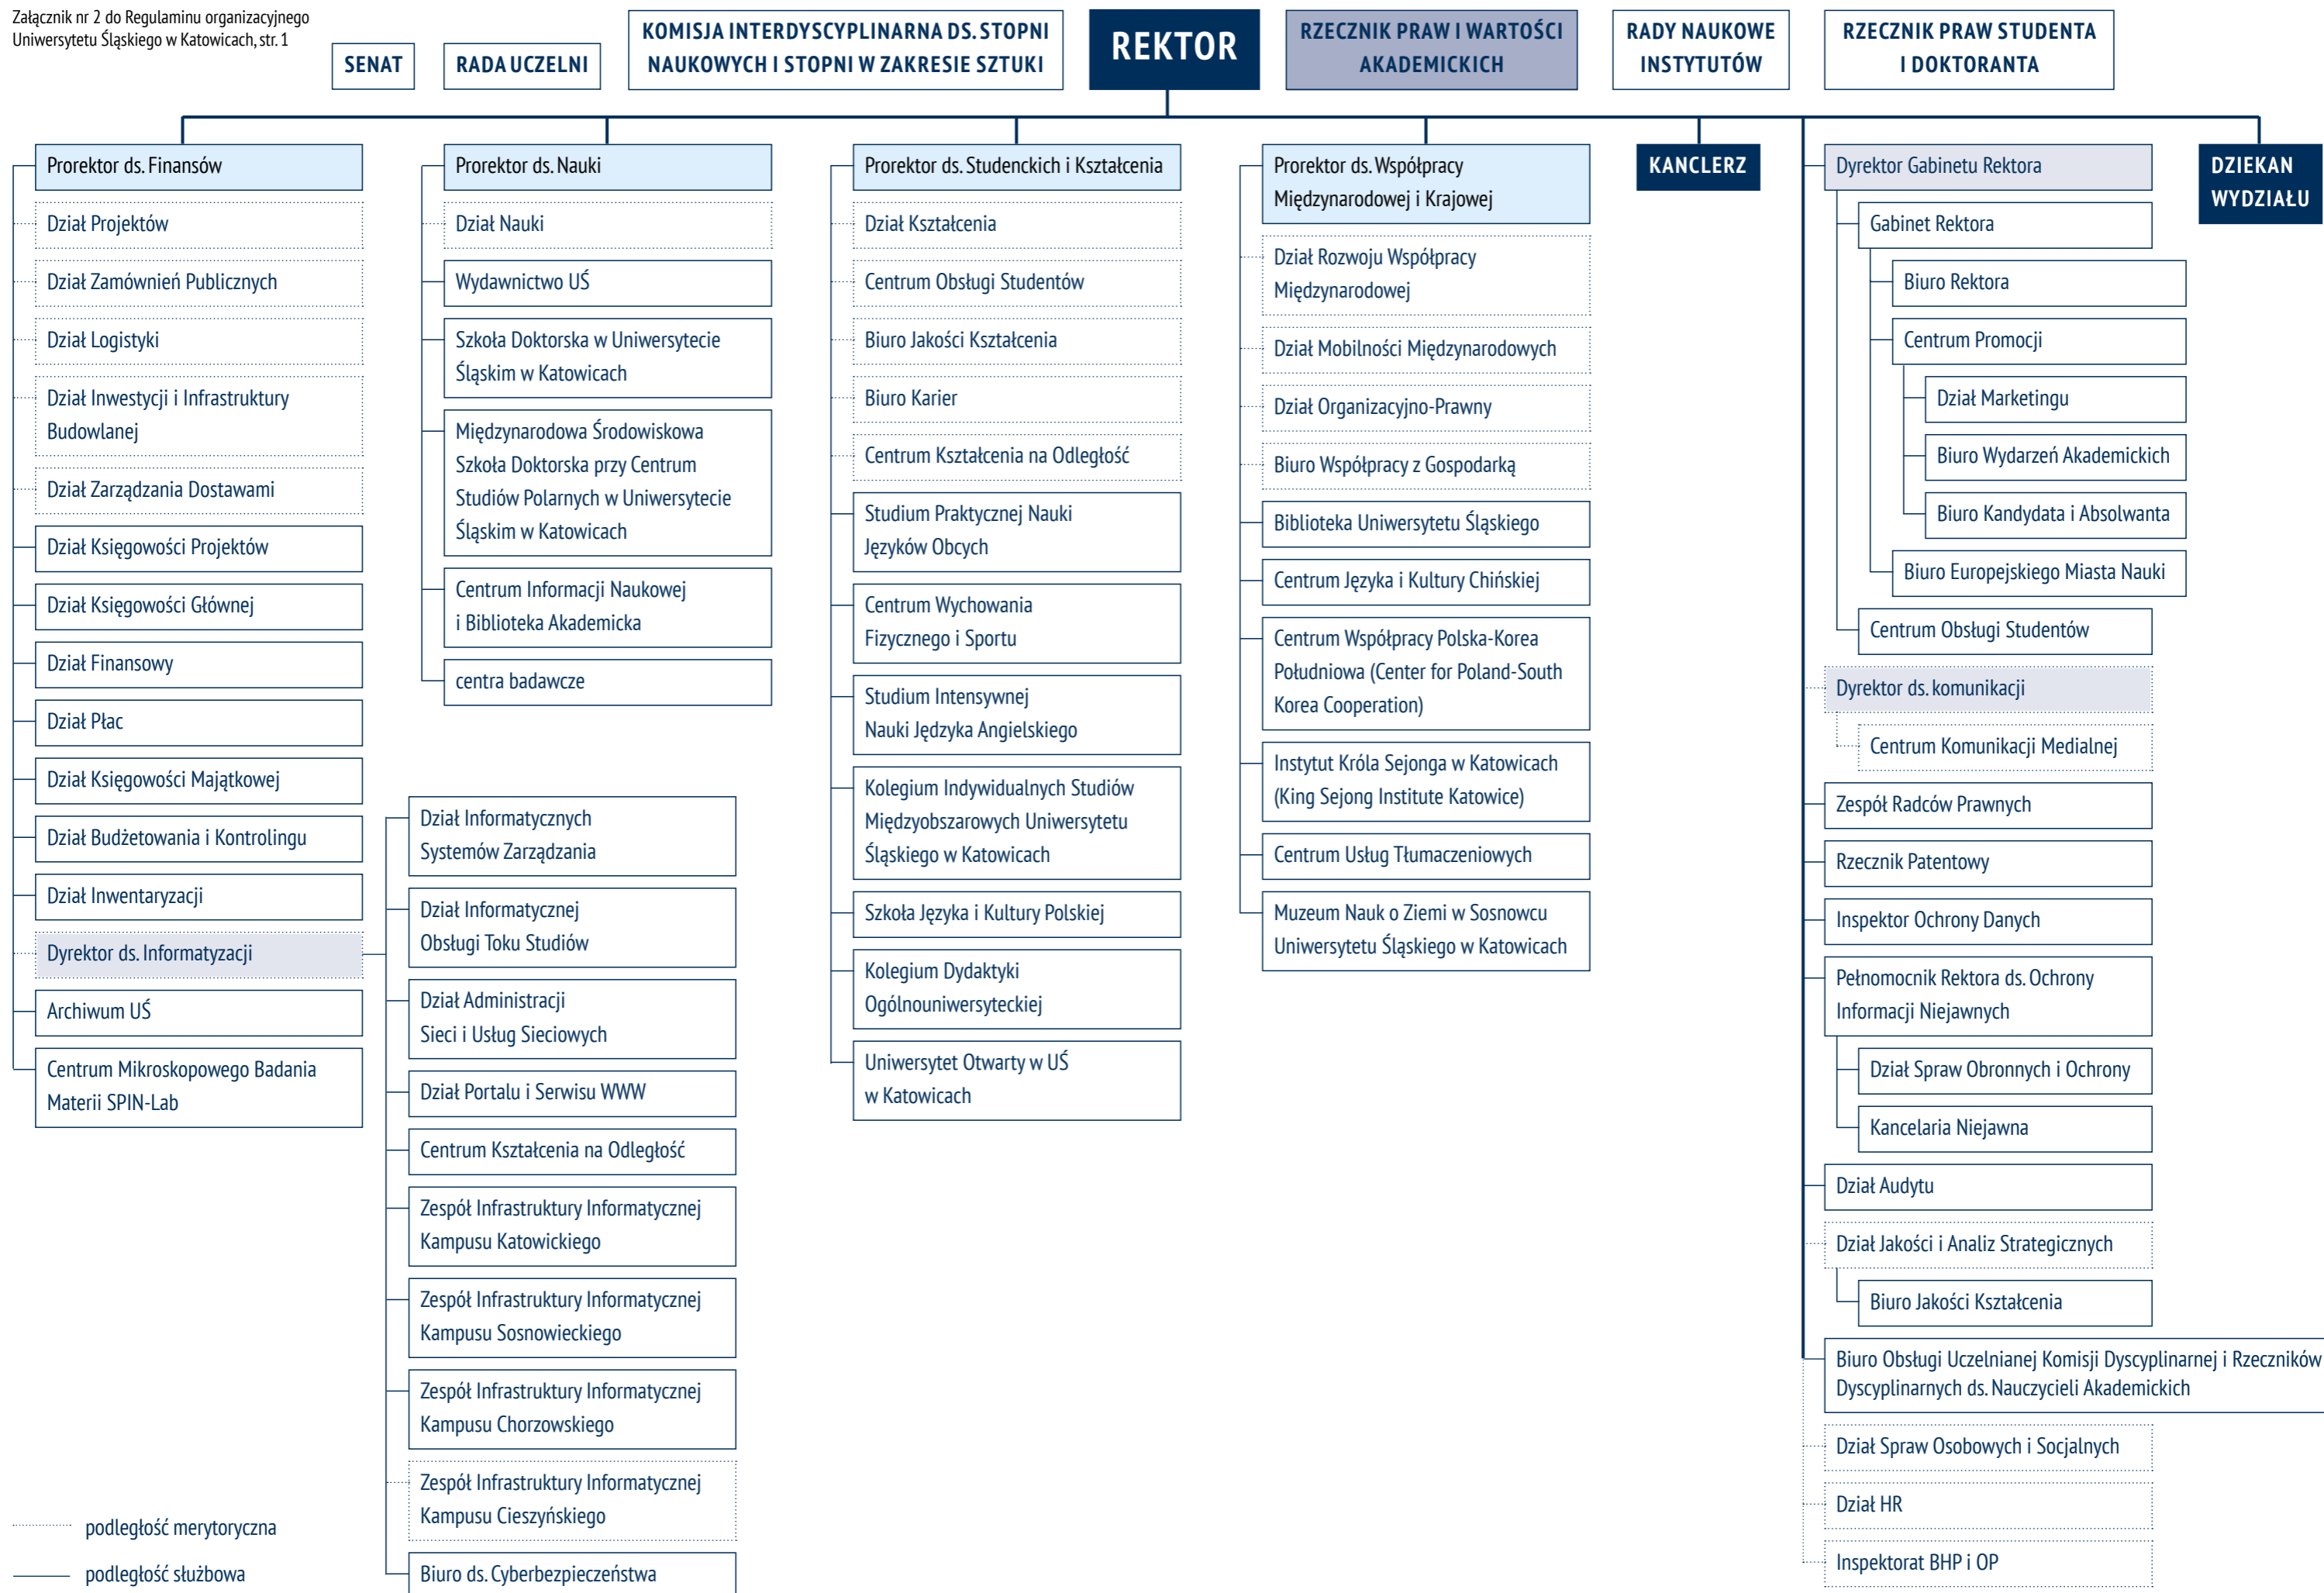 Załącznik nr 2 do Regulaminu organizacyjnego
Uniwersytetu Śląskiego w Katowicach, str. 1
SENAT
RADA UCZELNI
KOMISJA INTERDYSCYPLINARNA DS. STOPNI
NAUKOWYCH I STOPNI W ZAKRESIE SZTUKI
REKTOR
RZECZNIK PRAW I WARTOŚCI
AKADEMICKICH
RADY NAUKOWE
INSTYTUTÓW
RZECZNIK PRAW STUDENTA
I DOKTORANTA
Prorektor ds. Finansów
Dział Projektów
Dział Zamównień Publicznych
Dział Logistyki
Dział Inwestycji i Infrastruktury
Budowlanej
Dział Zarządzania Dostawami
Dział Księgowości Projektów
Dział Księgowości Głównej
Dział Finansowy
Dział Płac
Dział Księgowości Majątkowej
Dział Budżetowania i Kontrolingu
Dział Inwentaryzacji
Dyrektor ds. Informatyzacji
Archiwum UŚ
Centrum Mikroskopowego Badania
Materii SPIN-Lab
Dział Informatycznych
Systemów Zarządzania
Dział Informatycznej
Obsługi Toku Studiów
Dział Administracji
Sieci i Usług Sieciowych
Dział Portalu i Serwisu WWW
Centrum Kształcenia na Odległość
Zespół Infrastruktury Informatycznej
Kampusu Katowickiego
Zespół Infrastruktury Informatycznej
Kampusu Sosnowieckiego
Zespół Infrastruktury Informatycznej
Kampusu Chorzowskiego
Zespół Infrastruktury Informatycznej
Kampusu Cieszyńskiego
Biuro ds. Cyberbezpieczeństwa
Prorektor ds. Nauki
Dział Nauki
Wydawnictwo UŚ
Szkoła Doktorska w Uniwersytecie
Śląskim w Katowicach
Międzynarodowa Środowiskowa
Szkoła Doktorska przy Centrum
Studiów Polarnych w Uniwersytecie
Śląskim w Katowicach
Centrum Informacji Naukowej
i Biblioteka Akademicka
centra badawcze
Prorektor ds. Studenckich i Kształcenia
Dział Kształcenia
Centrum Obsługi Studentów
Biuro Jakości Kształcenia
Biuro Karier
Centrum Kształcenia na Odległość
Studium Praktycznej Nauki
Języków Obcych
Centrum Wychowania
Fizycznego i Sportu
Studium Intensywnej
Nauki Jędzyka Angielskiego
Kolegium Indywidualnych Studiów
Międzyobszarowych Uniwersytetu
Śląskiego w Katowicach
Szkoła Języka i Kultury Polskiej
Kolegium Dydaktyki
Ogólnouniwersyteckiej
Uniwersytet Otwarty w UŚ
w Katowicach
Prorektor ds. Współpracy
Międzynarodowej i Krajowej
Dział Rozwoju Współpracy
Międzynarodowej
Dział Mobilności Międzynarodowych
Dział Organizacyjno-Prawny
Biuro Współpracy z Gospodarką
Biblioteka Uniwersytetu Śląskiego
Centrum Języka i Kultury Chińskiej
Centrum Współpracy Polska-Korea
Południowa (Center for Poland-South
Korea Cooperation)
Instytut Króla Sejonga w Katowicach
(King Sejong Institute Katowice)
Centrum Usług Tłumaczeniowych
Muzeum Nauk o Ziemi w Sosnowcu
Uniwersytetu Śląskiego w Katowicach
KANCLERZ
Dyrektor Gabinetu Rektora
Gabinet Rektora
Biuro Rektora
Centrum Promocji
Dział Marketingu
Biuro Wydarzeń Akademickich
Biuro Kandydata i Absolwanta
Biuro Europejskiego Miasta Nauki
Centrum Obsługi Studentów
Dyrektor ds. komunikacji
Centrum Komunikacji Medialnej
Zespół Radców Prawnych
Rzecznik Patentowy
Inspektor Ochrony Danych
Pełnomocnik Rektora ds. Ochrony
Informacji Niejawnych
Dział Spraw Obronnych i Ochrony
Kancelaria Niejawna
Dział Audytu
Dział Jakości i Analiz Strategicznych
Biuro Jakości Kształcenia
Biuro Obsługi Uczelnianej Komisji Dyscyplinarnej i Rzeczników
Dyscyplinarnych ds. Nauczycieli Akademickich
Dział Spraw Osobowych i Socjalnych
Dział HR
Inspektorat BHP i OP
DZIEKAN
WYDZIAŁU
podległość merytoryczna
podległość służbowa